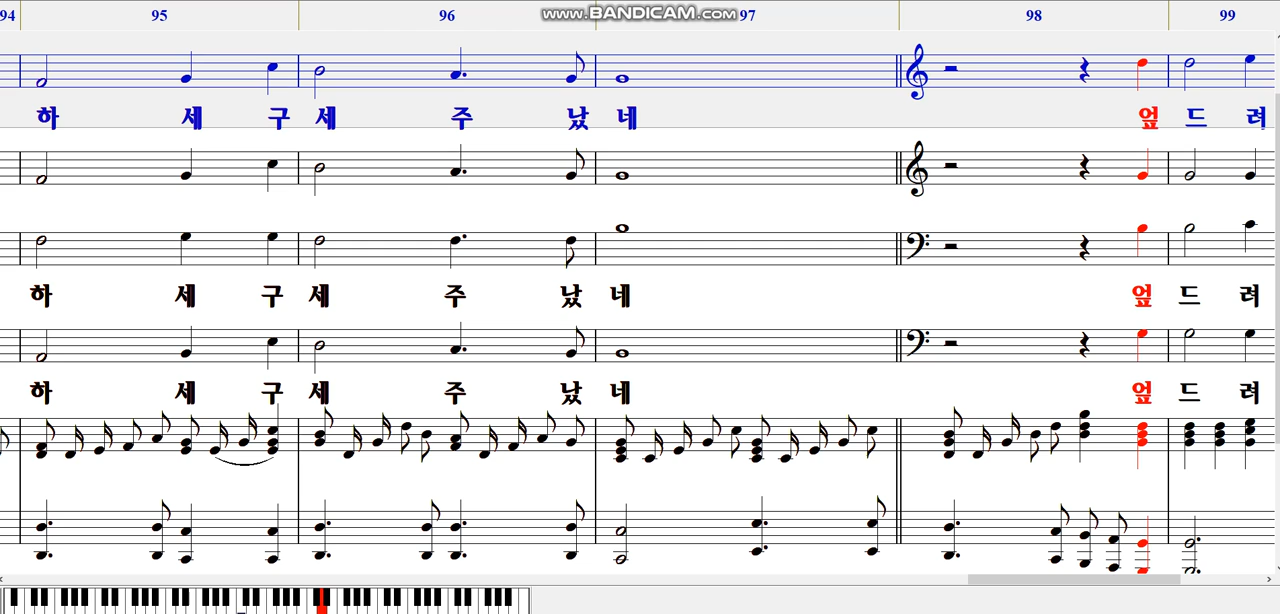 94 95 96 97 98 99
www.BANDICAM.com
하 세 구 세 주 났 네 엎 드 려
하 세 구 세 주 났 네 엎 드 려
하 세 구 세 주 났 네 엎 드 려